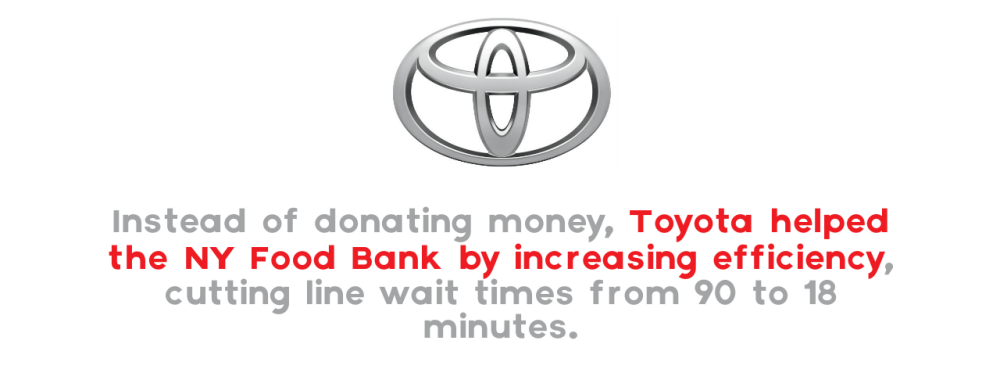 Instead of donating money, Toyota helped
the NY Food Bank by increasing efficiency,
cutting line wait times from 90 to 18
minutes.